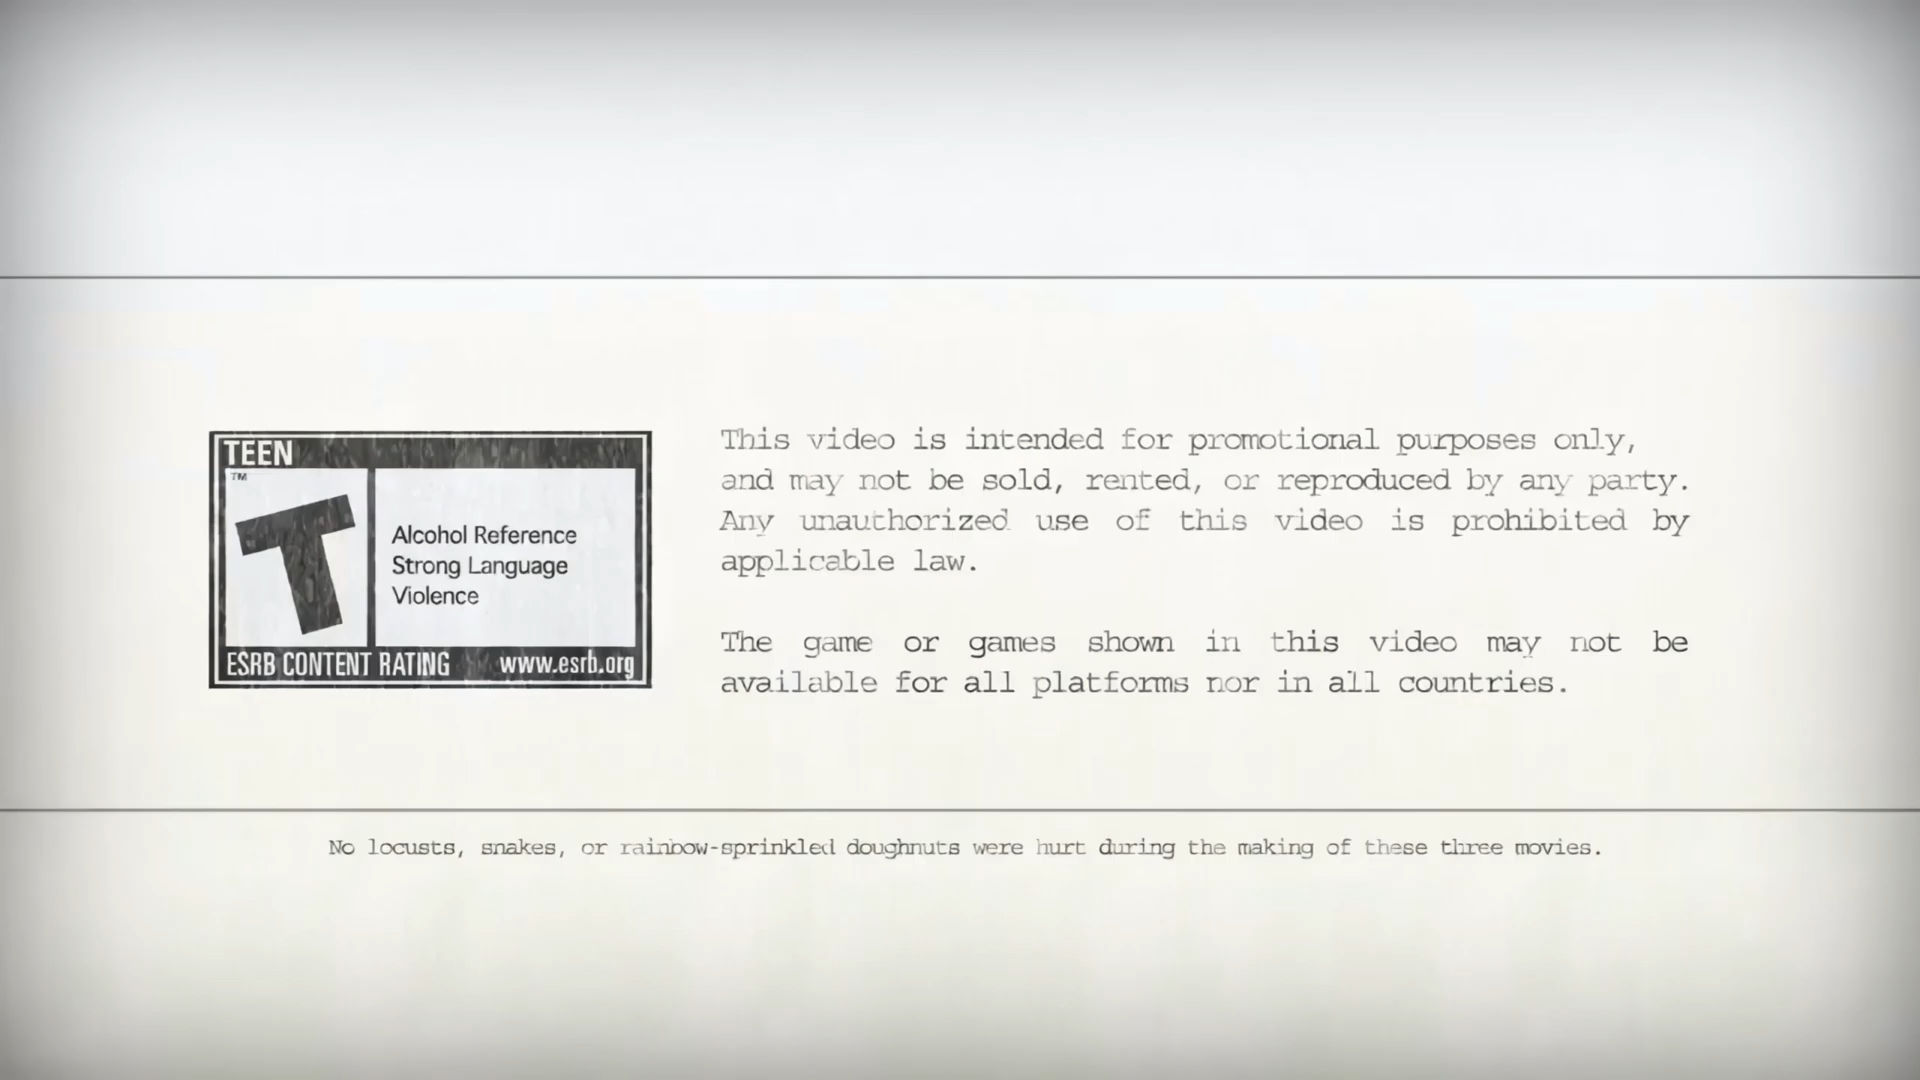 TEEN
TM
T
Alcohol Reference
Strong Language
Violence
ESRB CONTENT RATING www.esrb.org
This video is intended for promotional purposes only,
and may not be sold, rented, or reproduced by any party.
Any unauthorized use of this video is prohibited by
applicable law.
The game or games shown in this video may not be
available for all platforms nor in all countries.
No locusts, snakes, or rainbow-sprinkled doughnuts were hurt during the making of these three movies.